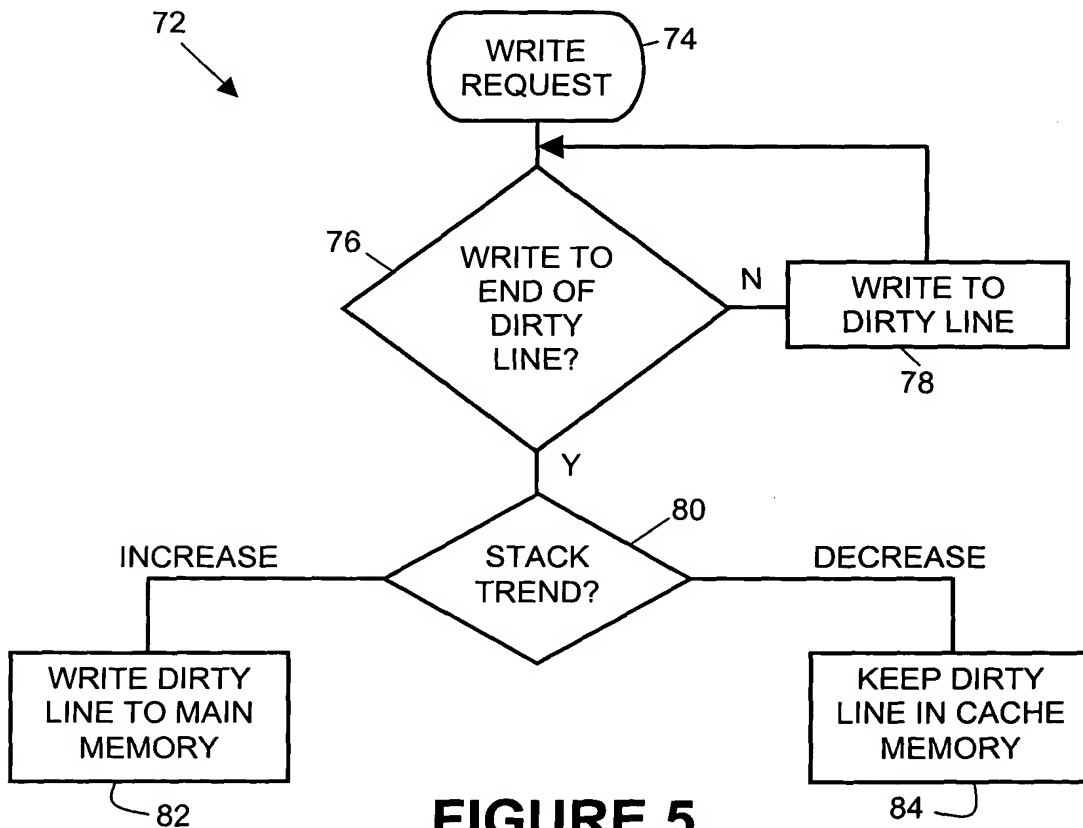 72
WRITE
REQUEST
74
76
WRITE TO
END OF
DIRTY
LINE?
N
WRITE TO
DIRTY LINE
78
Y
80
STACK
TREND?
INCREASE
DECREASE
WRITE DIRTY
LINE TO MAIN
MEMORY
82
KEEP DIRTY
LINE IN CACHE
MEMORY
84
FIGURE 5